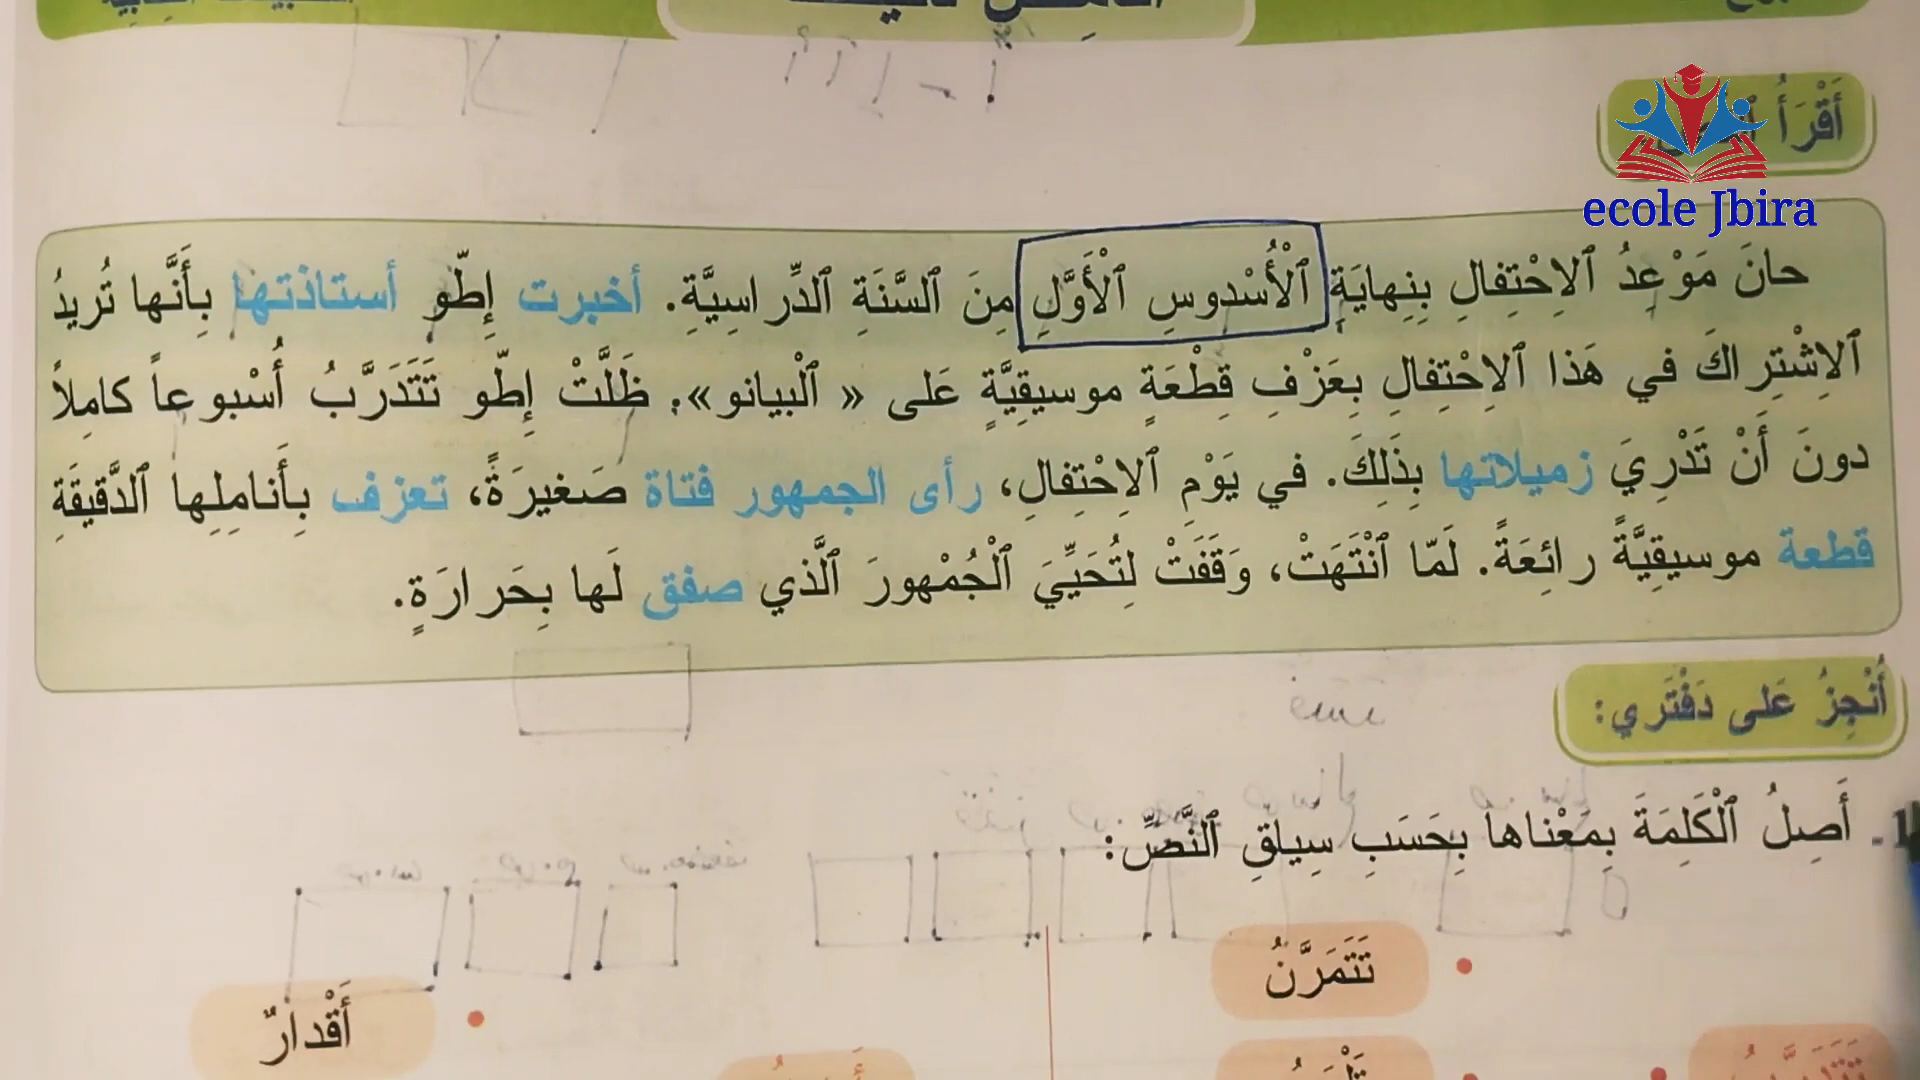 أَقْرَأُ
ecole Jbira
حانَ مَوْعِدُ ٱلِاحْتِفالِ بِنِهايَةِ ٱلْأُسْدوسِ ٱلْأَوَّلِ مِنَ ٱلسَّنَةِ ٱلدِّراسِيَّةِ. أخبرت إِطّو أستاذتها بِأَنَّها تُريدُ
ٱلِاشْتِراكَ في هَذا ٱلِاحْتِفالِ بِعَزْفِ قِطْعَةٍ موسيقِيَّةٍ عَلى « ٱلْبيانو». ظَلَّتْ إِطّو تَتَدَرَّبُ أُسْبوعاً كامِلاً
دونَ أَنْ تَدْرِيَ زميلاتها بِذَلِكَ. في يَوْمِ ٱلِاحْتِفالِ، رأى الجمهور فتاة صَغيرَةً، تعزف بِأَنامِلِها ٱلدَّقيقَةِ
قطعة موسيقِيَّةً رائِعَةً. لَمّا ٱنْتَهَتْ، وَقَفَتْ لِتُحَيِّيَ ٱلْجُمْهورَ ٱلَّذي صفق لَها بِحَرارَةٍ.
أُنْجِزُ عَلى دَفْتَري:
1. أَصِلُ ٱلْكَلِمَةَ بِمَعْناها بِحَسَبِ سِياقِ ٱلنَّصِّ:
تَتَمَرَّنُ
أَقْدارٌ